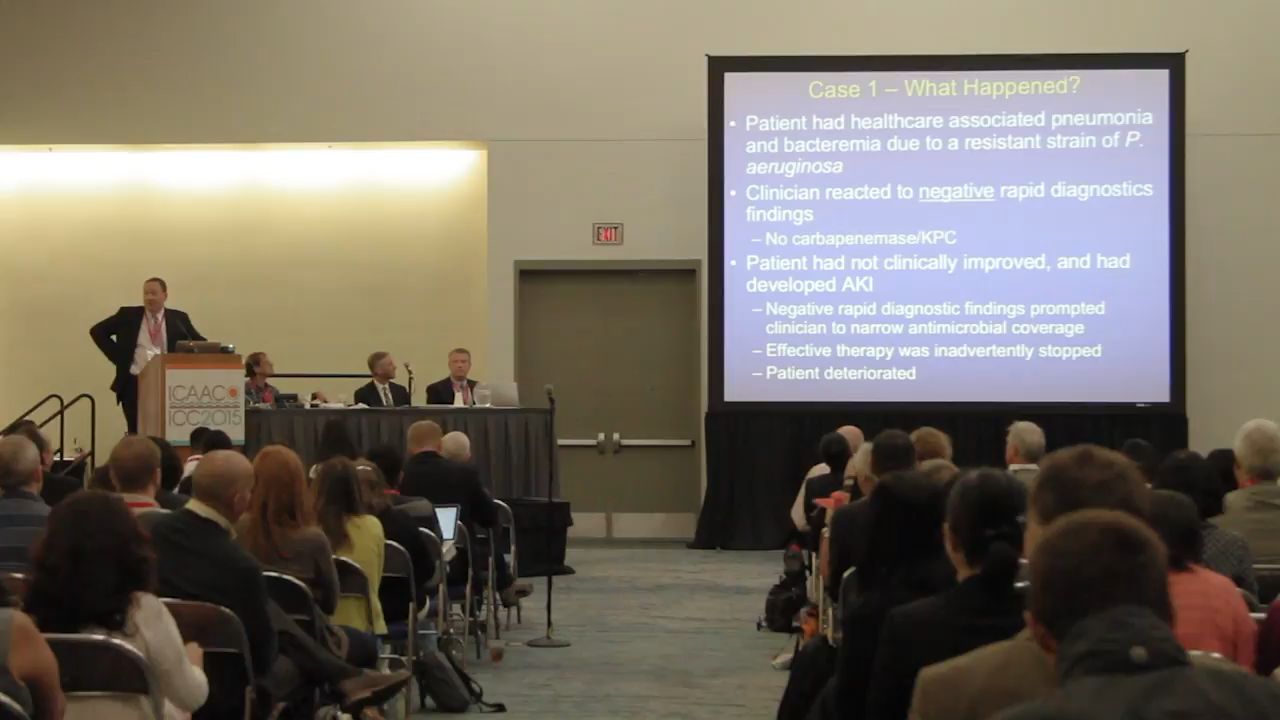 Case 1 – What Happened?
• Patient had healthcare associated pneumonia
and bacteremia due to a resistant strain of P.
aeruginosa
• Clinician reacted to negative rapid diagnostics
findings
– No carbapenemase/KPC
• Patient had not clinically improved, and had
developed AKI
– Negative rapid diagnostic findings prompted
clinician to narrow antimicrobial coverage
– Effective therapy was inadvertently stopped
– Patient deteriorated
EXIT
ICAAC
ICC2015